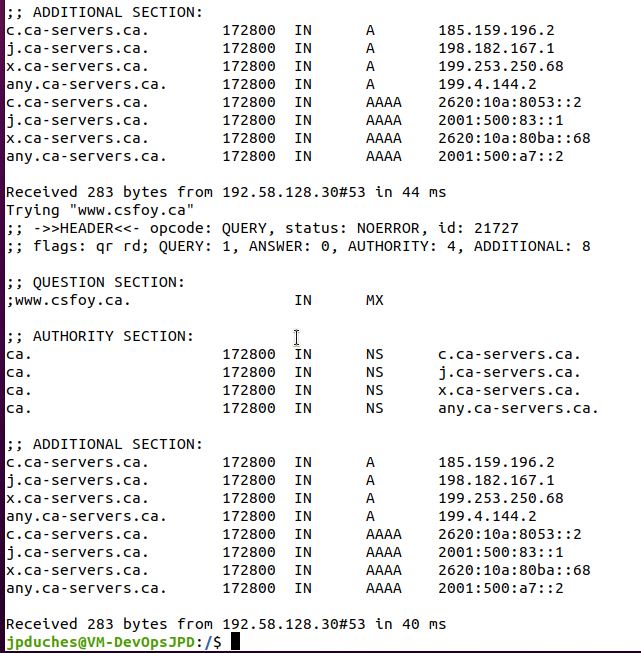 ;; ADDITIONAL SECTION:
c.ca-servers.ca.        172800  IN      A       185.159.196.2
j.ca-servers.ca.        172800  IN      A       198.182.167.1
x.ca-servers.ca.        172800  IN      A       199.253.250.68
any.ca-servers.ca.      172800  IN      A       199.4.144.2
c.ca-servers.ca.        172800  IN      AAAA    2620:10a:8053::2
j.ca-servers.ca.        172800  IN      AAAA    2001:500:83::1
x.ca-servers.ca.        172800  IN      AAAA    2620:10a:80ba::68
any.ca-servers.ca.      172800  IN      AAAA    2001:500:a7::2
Received 283 bytes from 192.58.128.30#53 in 44 ms
Trying "www.csfoy.ca"
;; ->>HEADER<<- opcode: QUERY, status: NOERROR, id: 21727
;; flags: qr rd; QUERY: 1, ANSWER: 0, AUTHORITY: 4, ADDITIONAL: 8
;; QUESTION SECTION:
;www.csfoy.ca.                  IN      MX
;; AUTHORITY SECTION:
ca.                     172800  IN      NS      c.ca-servers.ca.
ca.                     172800  IN      NS      j.ca-servers.ca.
ca.                     172800  IN      NS      x.ca-servers.ca.
ca.                     172800  IN      NS      any.ca-servers.ca.
;; ADDITIONAL SECTION:
c.ca-servers.ca.        172800  IN      A       185.159.196.2
j.ca-servers.ca.        172800  IN      A       198.182.167.1
x.ca-servers.ca.        172800  IN      A       199.253.250.68
any.ca-servers.ca.      172800  IN      A       199.4.144.2
c.ca-servers.ca.        172800  IN      AAAA    2620:10a:8053::2
j.ca-servers.ca.        172800  IN      AAAA    2001:500:83::1
x.ca-servers.ca.        172800  IN      AAAA    2620:10a:80ba::68
any.ca-servers.ca.      172800  IN      AAAA    2001:500:a7::2
Received 283 bytes from 192.58.128.30#53 in 40 ms
jpduches@VM-DevOpsJPD:/$